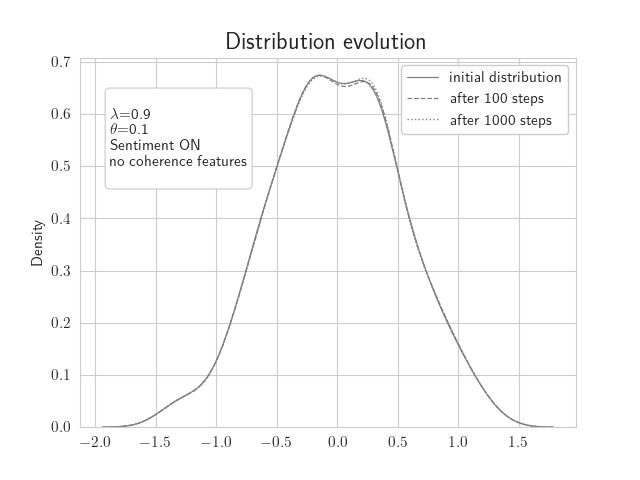 Distribution evolution
0.7
0.6
0.5
0.4
0.3
0.2
0.1
0.0
Density
λ=0.9
θ=0.1
Sentiment ON
no coherence features
initial distribution
after 100 steps
after 1000 steps
−2.0 −1.5 −1.0 −0.5 0.0 0.5 1.0 1.5